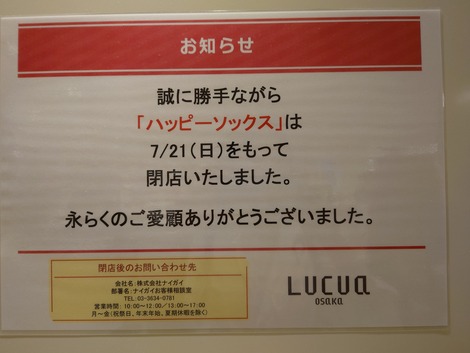 お知らせ
誠に勝手ながら
「ハッピーソックス」は
7/21(日)をもって
閉店いたしました。
永らくのご愛顧ありがとうございました。
閉店後のお問い合わせ先
会社名:株式会社ナイガイ
部署名:ナイガイお客様相談室
TEL:03-3634-0781
営業時間: 10:00~12:00/13:00~17:00
月~金(祝祭日、年末年始、夏期休暇を除く)
LUCUA
osaka